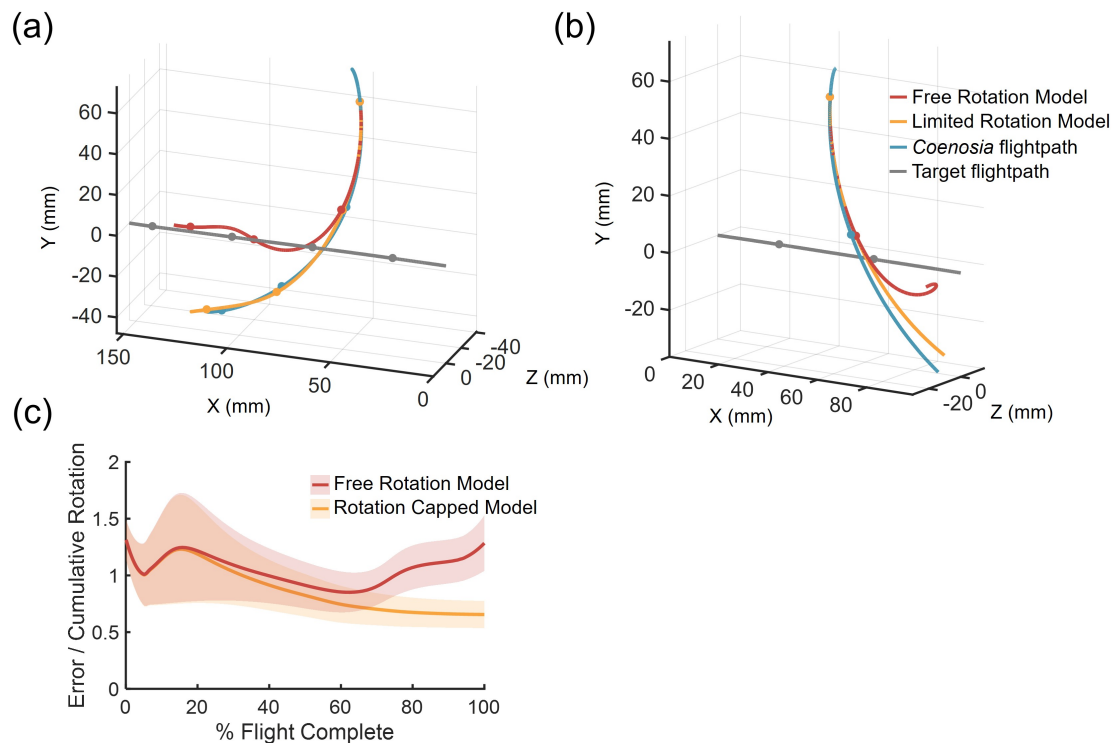 (a)
60
40
20
0
-20
-40
Y (mm)
150
100
50
0
X (mm)
-40
-20
0
Z (mm)
(b)
60
40
20
0
-20
Y (mm)
0
20
40
60
80
X (mm)
0
-20
Z (mm)
Free Rotation Model
Limited Rotation Model
Coenosia flightpath
Target flightpath
(c)
2
1.5
1
0.5
0
Error / Cumulative Rotation
0 20 40 60 80 100
% Flight Complete
Free Rotation Model
Rotation Capped Model